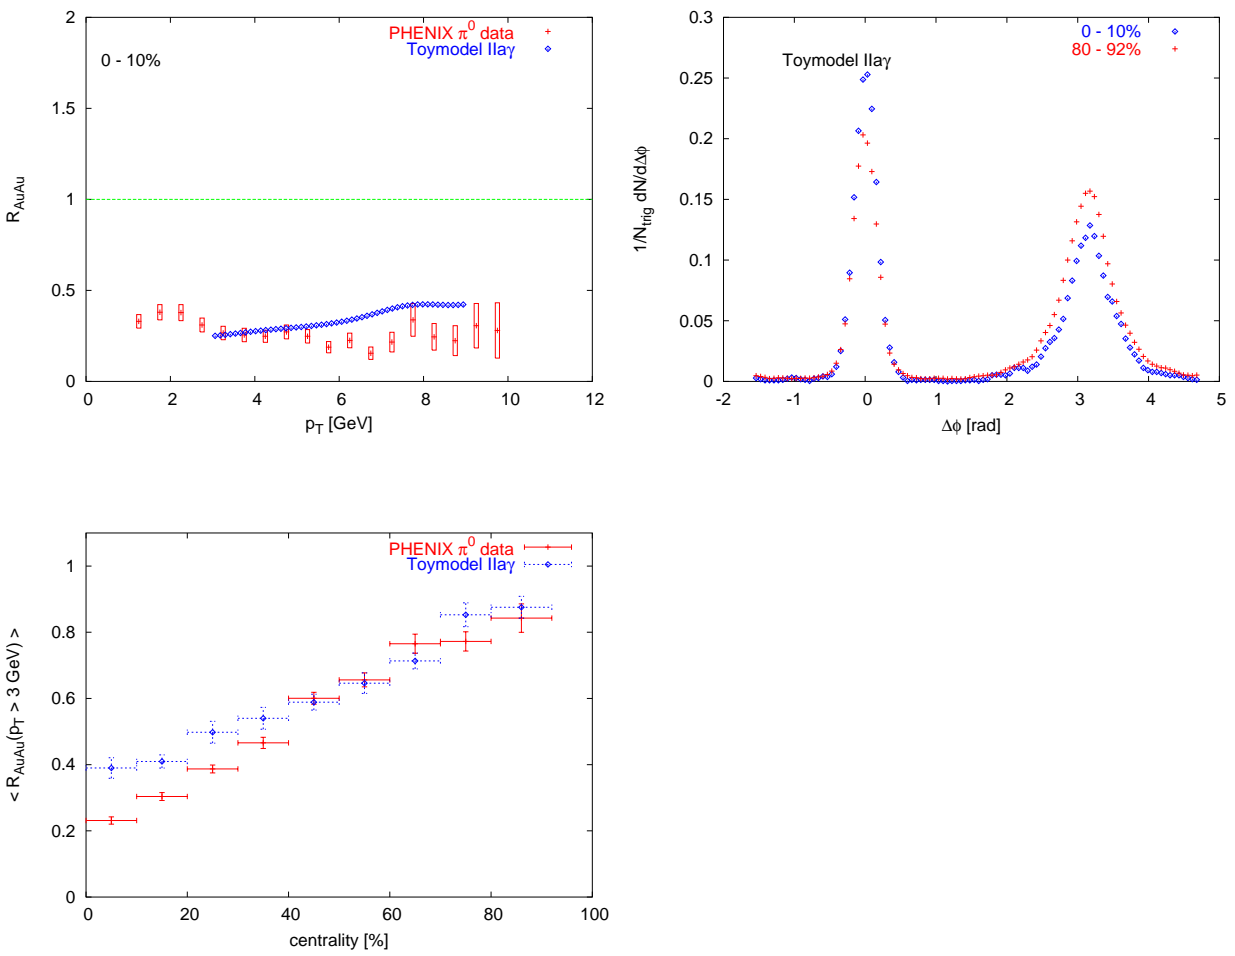 2
1.5
1
0.5
0
R_AuAu
0 - 10%
PHENIX π^0 data
Toymodel IIaγ
0 2 4 6 8 10 12
p_T [GeV]
0.3
0.25
0.2
0.15
0.1
0.05
0
1/N_trig dN/dΔϕ
Toymodel IIaγ
0 - 10%
80 - 92%
-2 -1 0 1 2 3 4 5
Δϕ [rad]
1
0.8
0.6
0.4
0.2
0
< R_AuAu(p_T > 3 GeV) >
PHENIX π^0 data
Toymodel IIaγ
0 20 40 60 80 100
centrality [%]